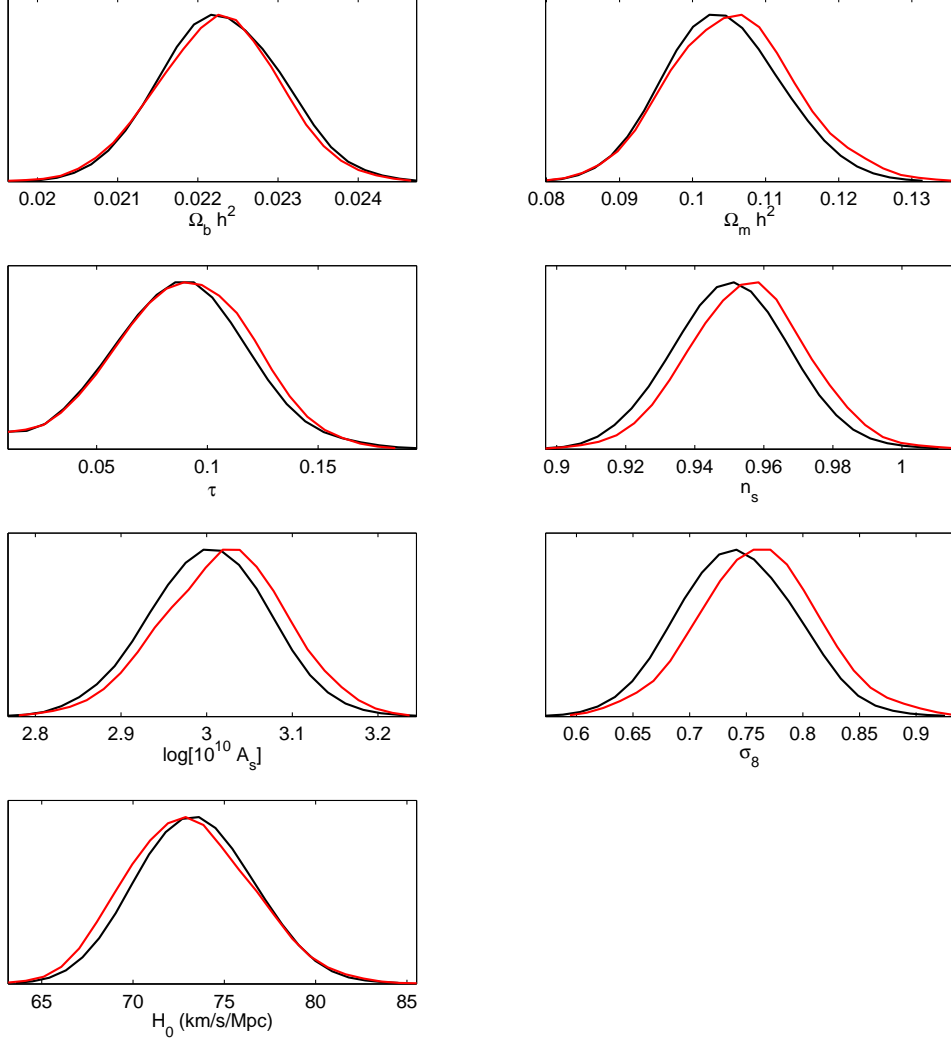 0.02 0.021 0.022 0.023 0.024
Ω_b h²
0.08 0.09 0.1 0.11 0.12 0.13
Ω_m h²
0.05 0.1 0.15
τ
0.9 0.92 0.94 0.96 0.98 1
n_s
2.8 2.9 3 3.1 3.2
log[10¹⁰ A_s]
0.6 0.65 0.7 0.75 0.8 0.85 0.9
σ_8
65 70 75 80 85
H_0 (km/s/Mpc)